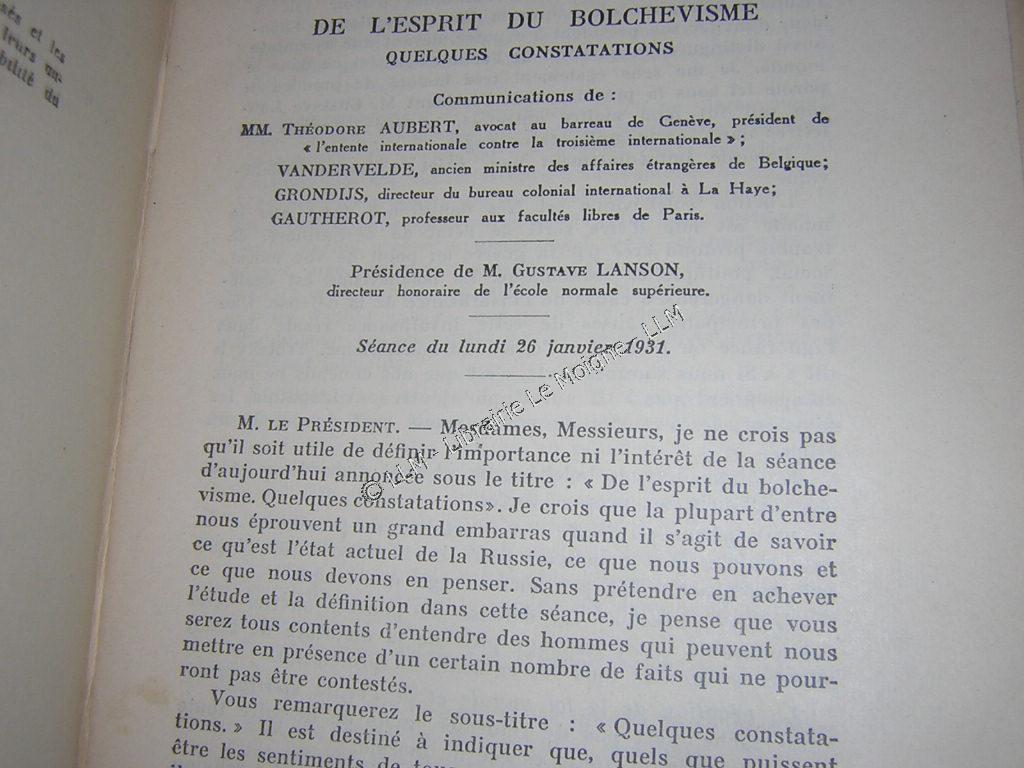 sés et les
leurs au-
bilité du
DE L'ESPRIT DU BOLCHEVISME
QUELQUES CONSTATATIONS
Communications de :
MM. THÉODORE AUBERT, avocat au barreau de Genève, président de
« l'entente internationale contre la troisième internationale » ;
VANDERVELDE, ancien ministre des affaires étrangères de Belgique;
GRONDIJS, directeur du bureau colonial international à La Haye;
GAUTHEROT, professeur aux facultés libres de Paris.
Présidence de M. GUSTAVE LANSON,
directeur honoraire de l'école normale supérieure.
Séance du lundi 26 janvier 1931.
M. LE PRÉSIDENT. — Mesdames, Messieurs, je ne crois pas
qu'il soit utile de définir l'importance ni l'intérêt de la séance
d'aujourd'hui annoncée sous le titre : « De l'esprit du bolche-
visme. Quelques constatations». Je crois que la plupart d'entre
nous éprouvent un grand embarras quand il s'agit de savoir
ce qu'est l'état actuel de la Russie, ce que nous pouvons et
ce que nous devons en penser. Sans prétendre en achever
l'étude et la définition dans cette séance, je pense que vous
serez tous contents d'entendre des hommes qui peuvent nous
mettre en présence d'un certain nombre de faits qui ne pour-
ront pas être contestés.
Vous remarquerez le sous-titre : « Quelques constata-
tions. » Il est destiné à indiquer que, quels que puissent
être les sentiments de
© LLM - Librairie Le Moigne - LLM